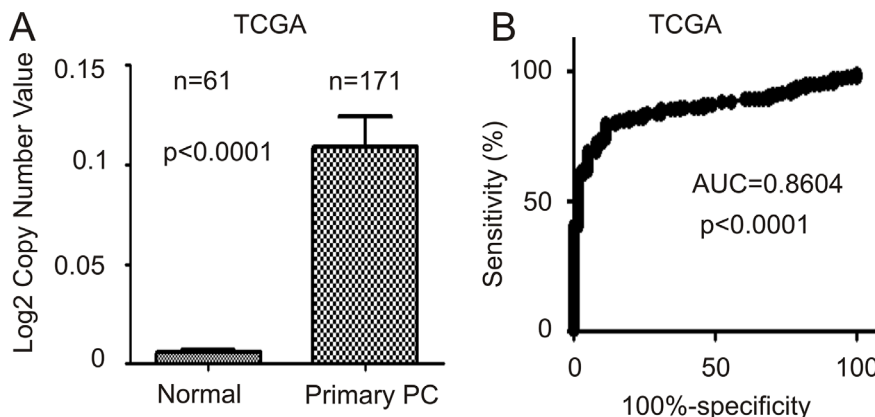 A
TCGA
Log2 Copy Number Value
0.15
0.1
0.05
0
n=61
n=171
p<0.0001
Normal
Primary PC
B
TCGA
Sensitivity (%)
100
50
0
AUC=0.8604
p<0.0001
0
50
100
100%-specificity